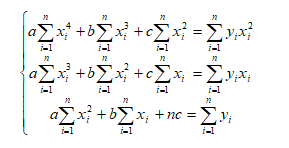 a∑_{i=1}^{n} x_i^4 + b∑_{i=1}^{n} x_i^3 + c∑_{i=1}^{n} x_i^2 = ∑_{i=1}^{n} y_i x_i^2
a∑_{i=1}^{n} x_i^3 + b∑_{i=1}^{n} x_i^2 + c∑_{i=1}^{n} x_i = ∑_{i=1}^{n} y_i x_i
a∑_{i=1}^{n} x_i^2 + b∑_{i=1}^{n} x_i + nc = ∑_{i=1}^{n} y_i